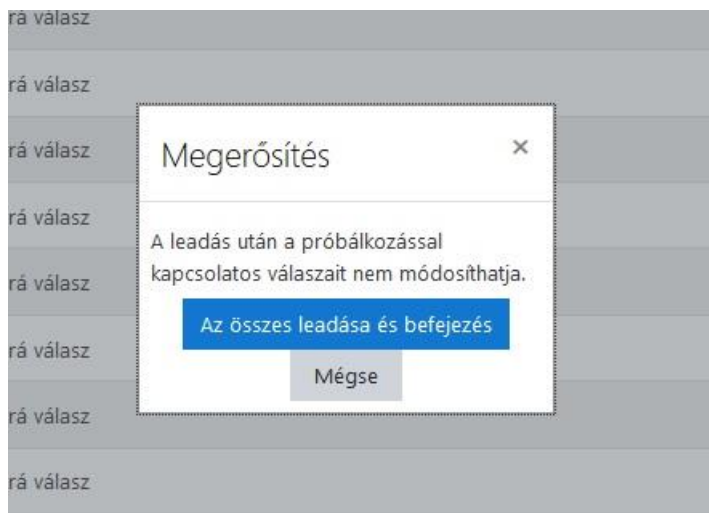 rá válasz
rá válasz
rá válasz
rá válasz
rá válasz
rá válasz
rá válasz
rá válasz
Megerősítés ×
A leadás után a próbálkozással
kapcsolatos válaszait nem módosíthatja.
Az összes leadása és befejezés
Mégse